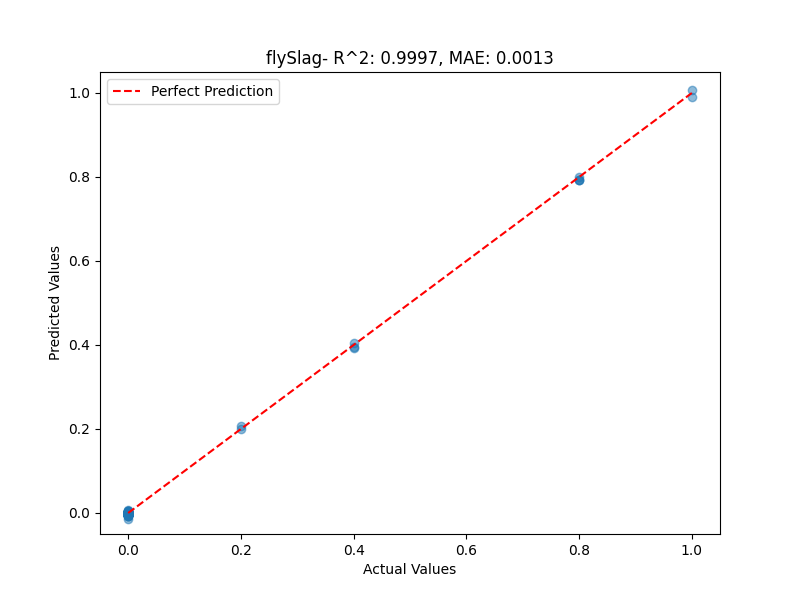 flySlag- R^2: 0.9997, MAE: 0.0013
Perfect Prediction
1.0
0.8
0.6
0.4
0.2
0.0
Predicted Values
0.0 0.2 0.4 0.6 0.8 1.0
Actual Values